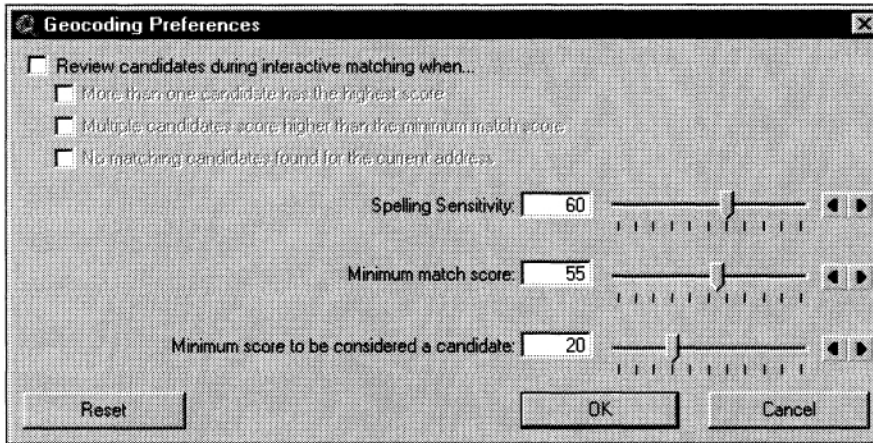 Geocoding Preferences
Review candidates during interactive matching when...
More than one candidate has the highest score
Multiple candidates score higher than the minimum match score
No matching candidates found for the current address
Spelling Sensitivity: 60
Minimum match score: 55
Minimum score to be considered a candidate: 20
Reset OK Cancel